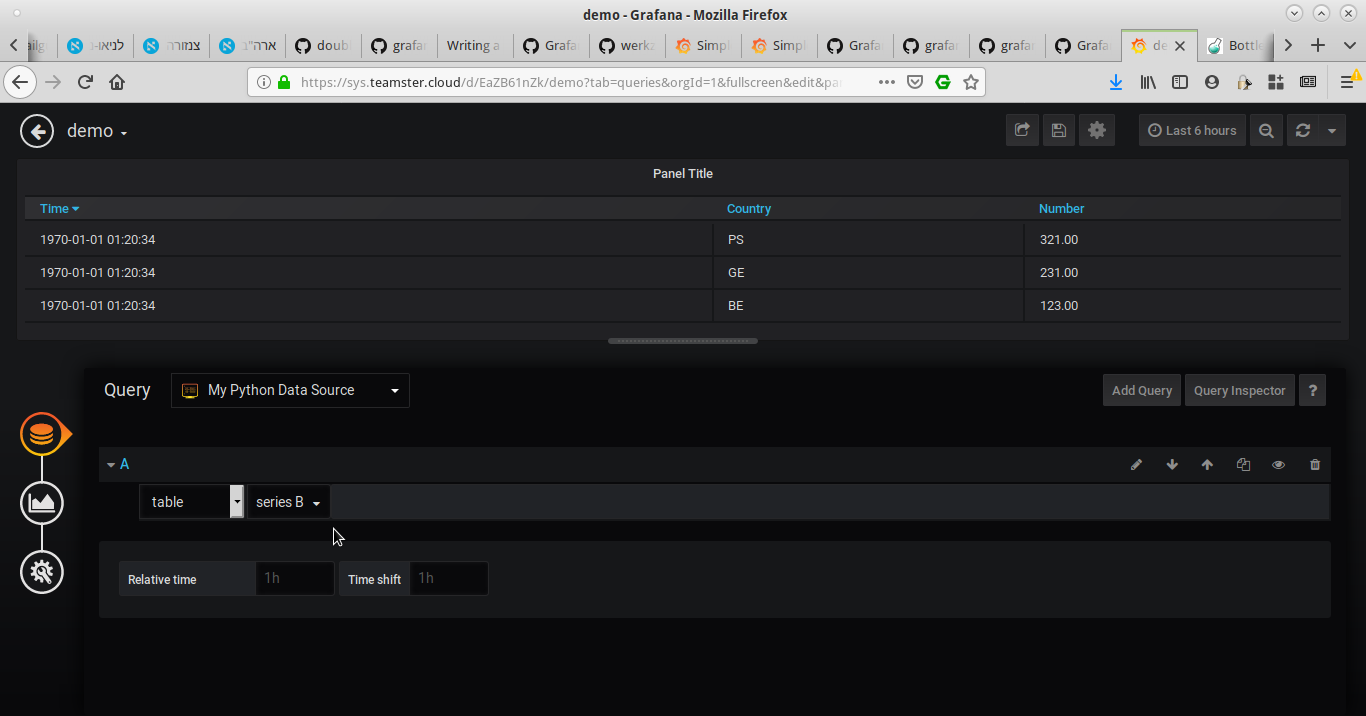 demo - Grafana - Mozilla Firefox
ailg לניאו-נ צנזורה ארה"ב doub grafa Writing a Grafa werkz Simpl Simpl Grafa grafa grafa Grafa de Bottl
https://sys.teamster.cloud/d/EaZB61nZk/demo?tab=queries&orgId=1&fullscreen&edit&pa
demo
Last 6 hours
Panel Title
Time Country Number
1970-01-01 01:20:34 PS 321.00
1970-01-01 01:20:34 GE 231.00
1970-01-01 01:20:34 BE 123.00
Query My Python Data Source Add Query Query Inspector ?
A
table series B
Relative time 1h Time shift 1h